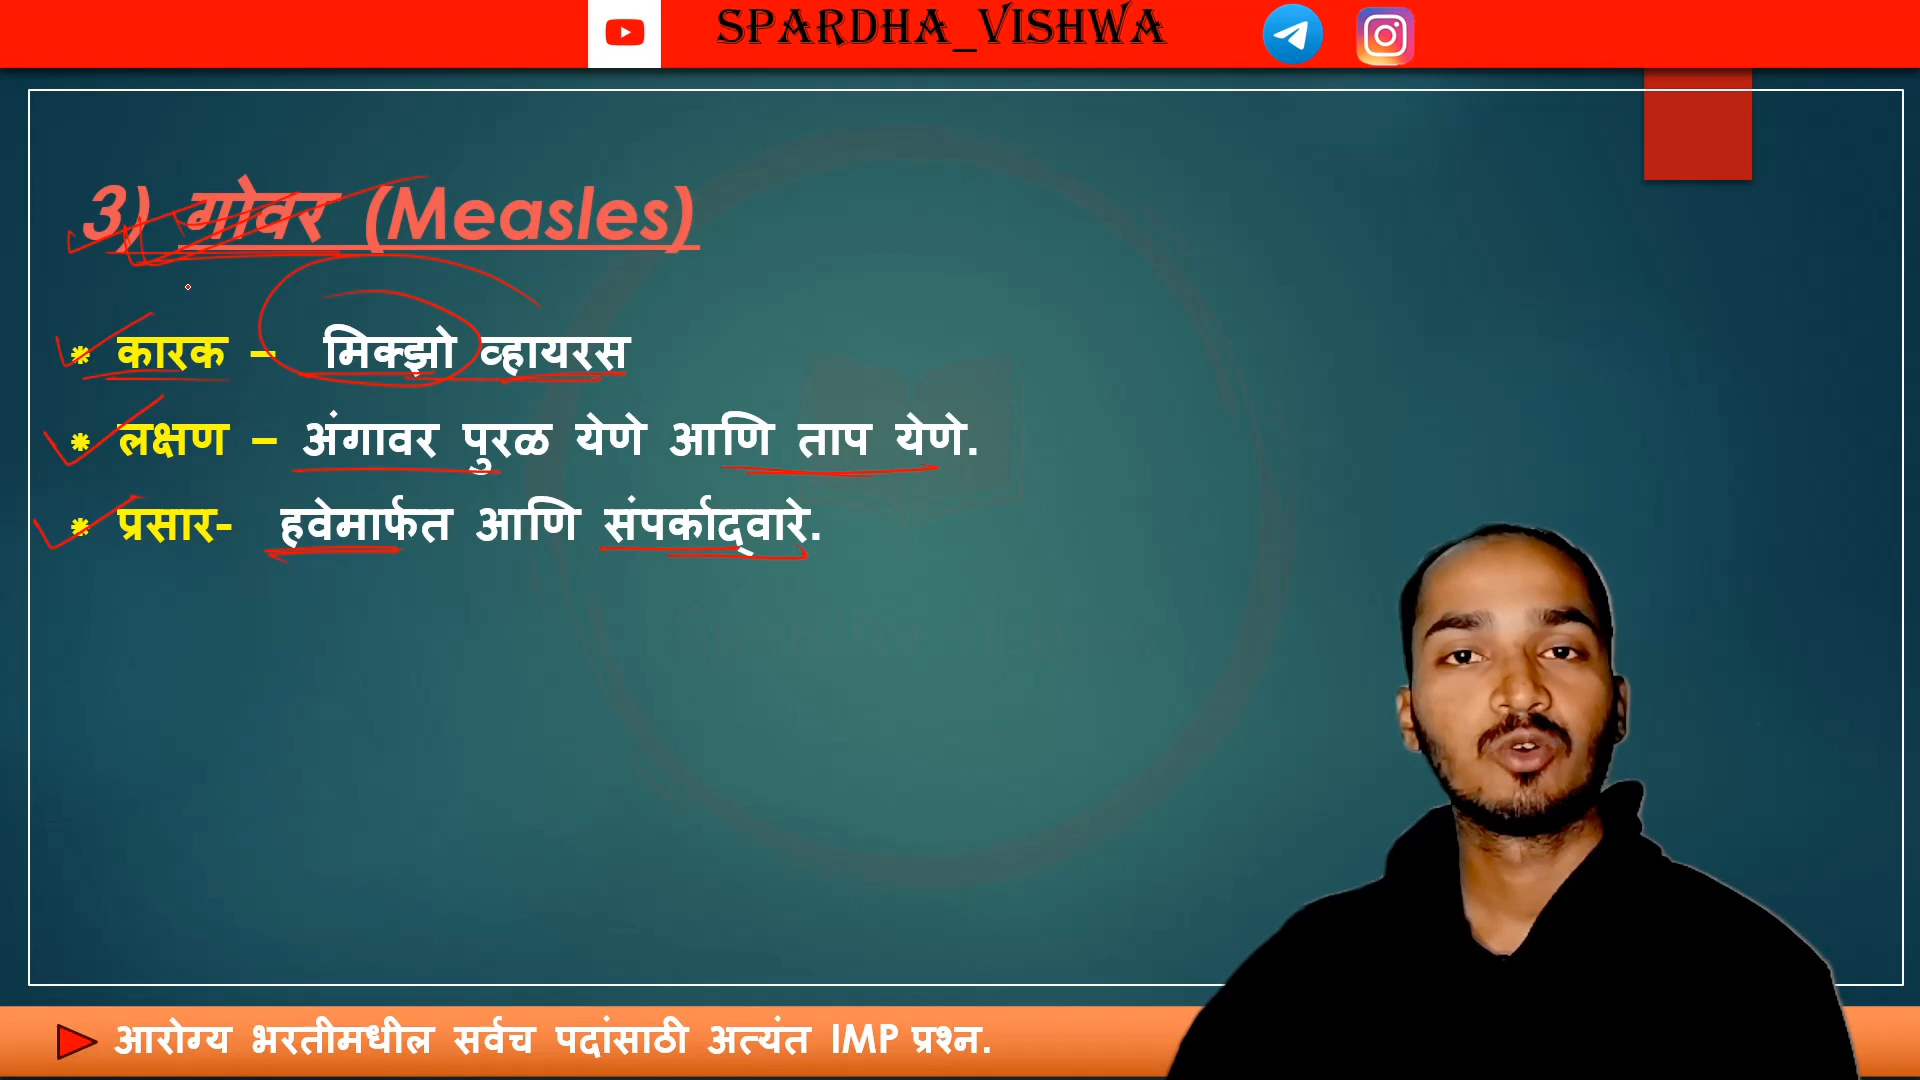 SPARDHA_VISHWA
3) गोवर (Measles)
* कारक – मिक्झो व्हायरस
* लक्षण – अंगावर पुरळ येणे आणि ताप येणे.
* प्रसार- हवेमार्फत आणि संपर्काद्वारे.
आरोग्य भरतीमधील सर्वच पदांसाठी अत्यंत IMP प्रश्न.